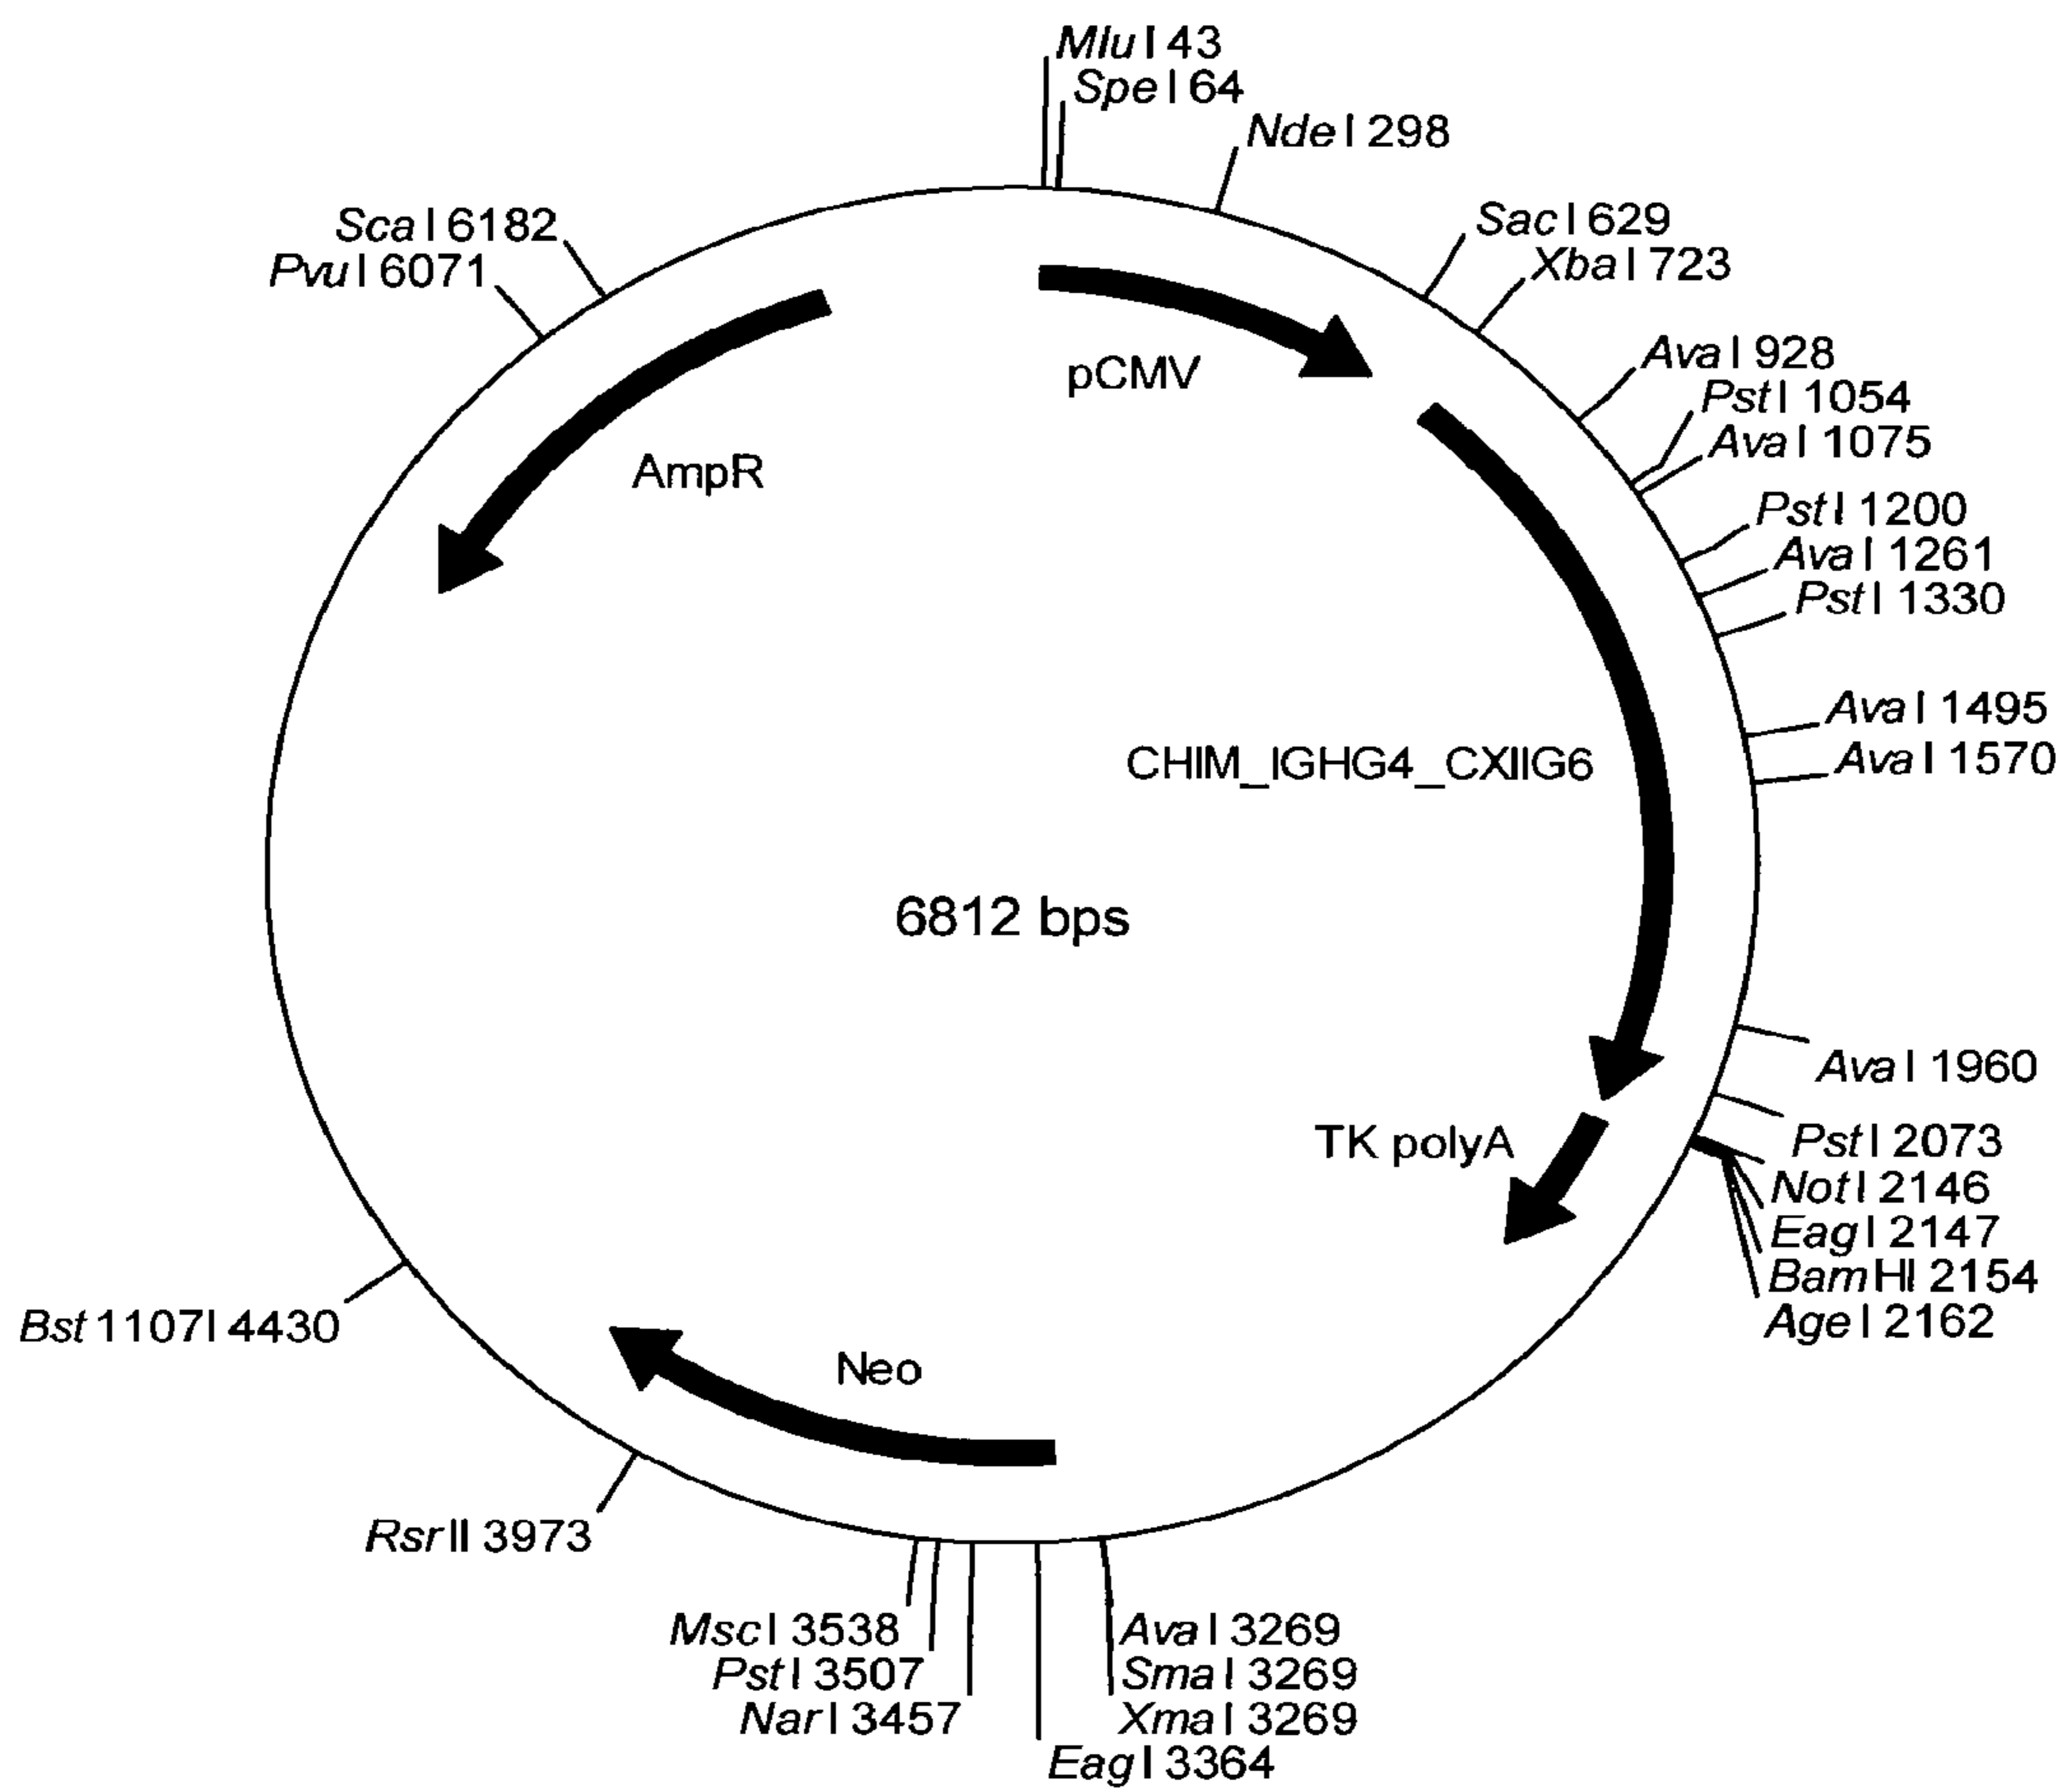 MluI 43
SpeI 64
NdeI 298
SacI 629
XbaI 723
AvaI 928
PstI 1054
AvaI 1075
PstI 1200
AvaI 1261
PstI 1330
AvaI 1495
AvaI 1570
AvaI 1960
PstI 2073
NotI 2146
EagI 2147
BamHI 2154
AgeI 2162
AvaI 3269
SmaI 3269
XmaI 3269
EagI 3364
NarI 3457
PstI 3507
MscI 3538
RsrII 3973
Bst1107I 4430
PvuI 6071
ScaI 6182
pCMV
CHIM_IGHG4_CXIIG6
TK polyA
Neo
AmpR
6812 bps